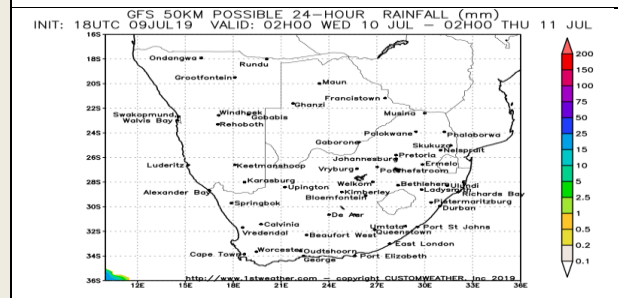 GFS 50KM POSSIBLE 24-HOUR RAINFALL (mm)
INIT: 18UTC 09JUL19 VALID: 02H00 WED 10 JUL – 02H00 THU 11 JUL
16S
Ondangwa
Rundu
200
18S
150
Grootfontein
Maun
20S
100
Francistown
Ghanzi
75
22S
Swakopmund
Windhoek
Gobabis
Musina
50
Walvis Bay
Rehoboth
24S
Polokwane
Phalaborwa
25
Gaborone
Skukuza
Nelspruit
15
26S
Johannesburg
Pretoria
Luderitz
Keetmanshoop
Vryburg
Potchefstroom
Ermelo
10
28S
Karasburg
Upington
Welkom
Bethlehem
Ulundi
5
Alexander Bay
Kimberley
Ladysmith
Richards Bay
Bloemfontein
2.5
30S
Springbok
Pietermaritzburg
Durban
De Aar
1
Calvinia
Umtata
Port St Johns
32S
Vredendal
Beaufort West
Queenstown
0.5
East London
Worcester
Oudtshoorn
0.2
34S
Cape Town
George
Port Elizabeth
0.1
http://www.1stweather.com – copyright CUSTOMWEATHER, Inc 2019
36S
12E 15E 18E 21E 24E 27E 30E 33E 36E